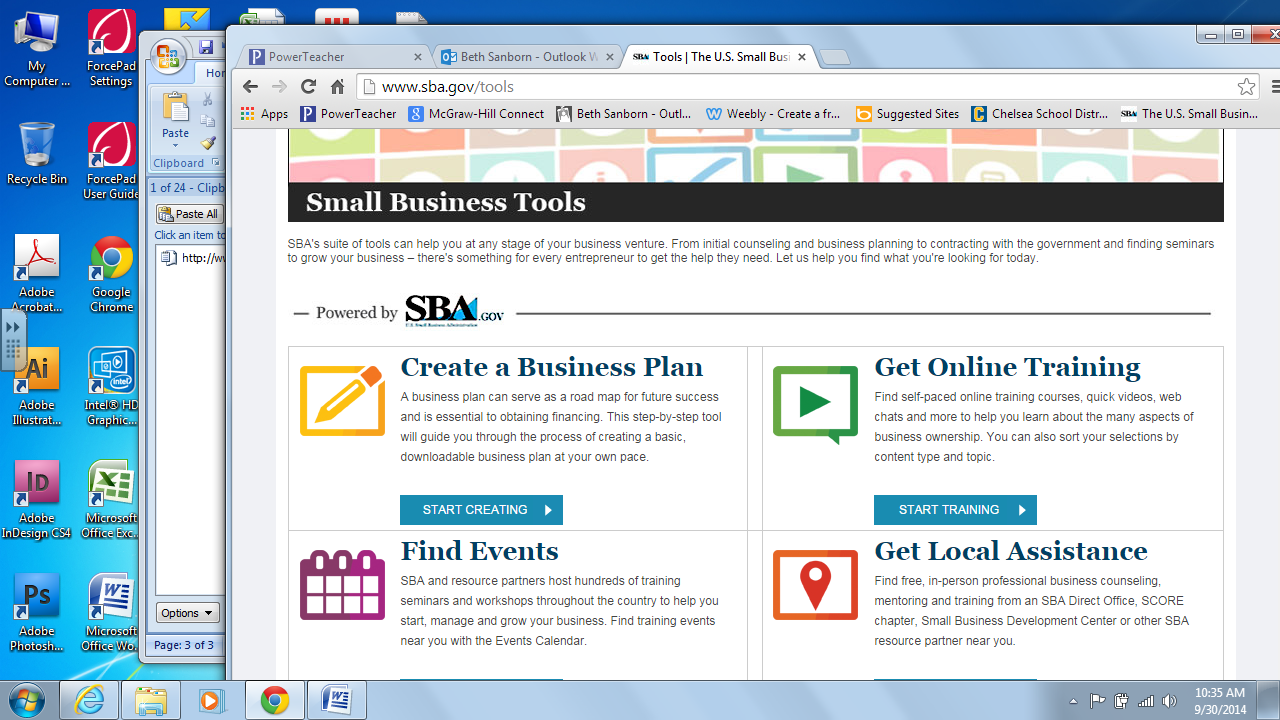 My Computer ...
ForcePad Settings
Recycle Bin
ForcePad User Guide
Adobe Acrobat...
Google Chrome
Adobe Illustrat...
Intel® HD Graphic...
Adobe InDesign CS4
Microsoft Office Exc...
Adobe Photosh...
Microsoft Office Wo...
Paste
Clipboard
1 of 24 - Clipb
Paste All
Click an item to
Options
Page: 3 of 3
PowerTeacher
Beth Sanborn - Outlook W
SBA Tools | The U.S. Small Busi
www.sba.gov/tools
Apps
PowerTeacher
McGraw-Hill Connect
Beth Sanborn - Outl...
Weebly - Create a fr...
Suggested Sites
Chelsea School Distr...
SBA The U.S. Small Busin...
Small Business Tools
SBA's suite of tools can help you at any stage of your business venture. From initial counseling and business planning to contracting with the government and finding seminars
to grow your business – there's something for every entrepreneur to get the help they need. Let us help you find what you're looking for today.
Powered by SBA.GOV
U.S. Small Business Administration
Create a Business Plan
A business plan can serve as a road map for future success
and is essential to obtaining financing. This step-by-step tool
will guide you through the process of creating a basic,
downloadable business plan at your own pace.
START CREATING
Get Online Training
Find self-paced online training courses, quick videos, web
chats and more to help you learn about the many aspects of
business ownership. You can also sort your selections by
content type and topic.
START TRAINING
Find Events
SBA and resource partners host hundreds of training
seminars and workshops throughout the country to help you
start, manage and grow your business. Find training events
near you with the Events Calendar.
Get Local Assistance
Find free, in-person professional business counseling,
mentoring and training from an SBA Direct Office, SCORE
chapter, Small Business Development Center or other SBA
resource partner near you.
10:35 AM
9/30/2014